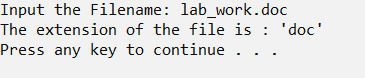 Input the Filename: lab_work.doc
The extension of the file is : 'doc'
Press any key to continue . . .